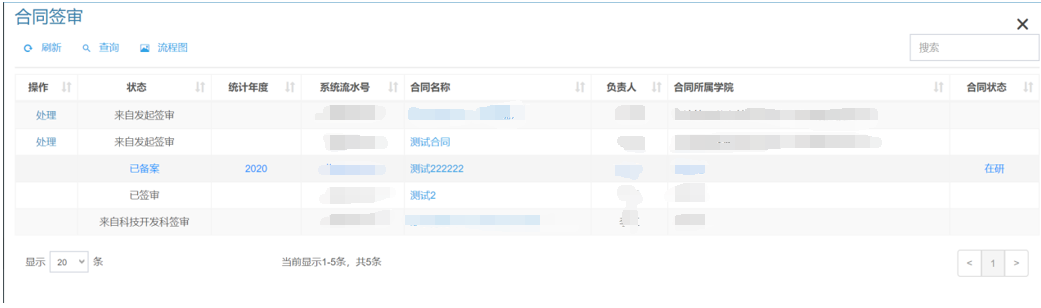 合同签审
刷新 查询 流程图 搜索
操作 状态 统计年度 系统流水号 合同名称 负责人 合同所属学院 合同状态
处理 来自发起签审
处理 来自发起签审 测试合同
已备案 2020 测试222222 在研
已签审 测试2
来自科技开发科签审
显示 20 条 当前显示1-5条，共5条 < 1 >